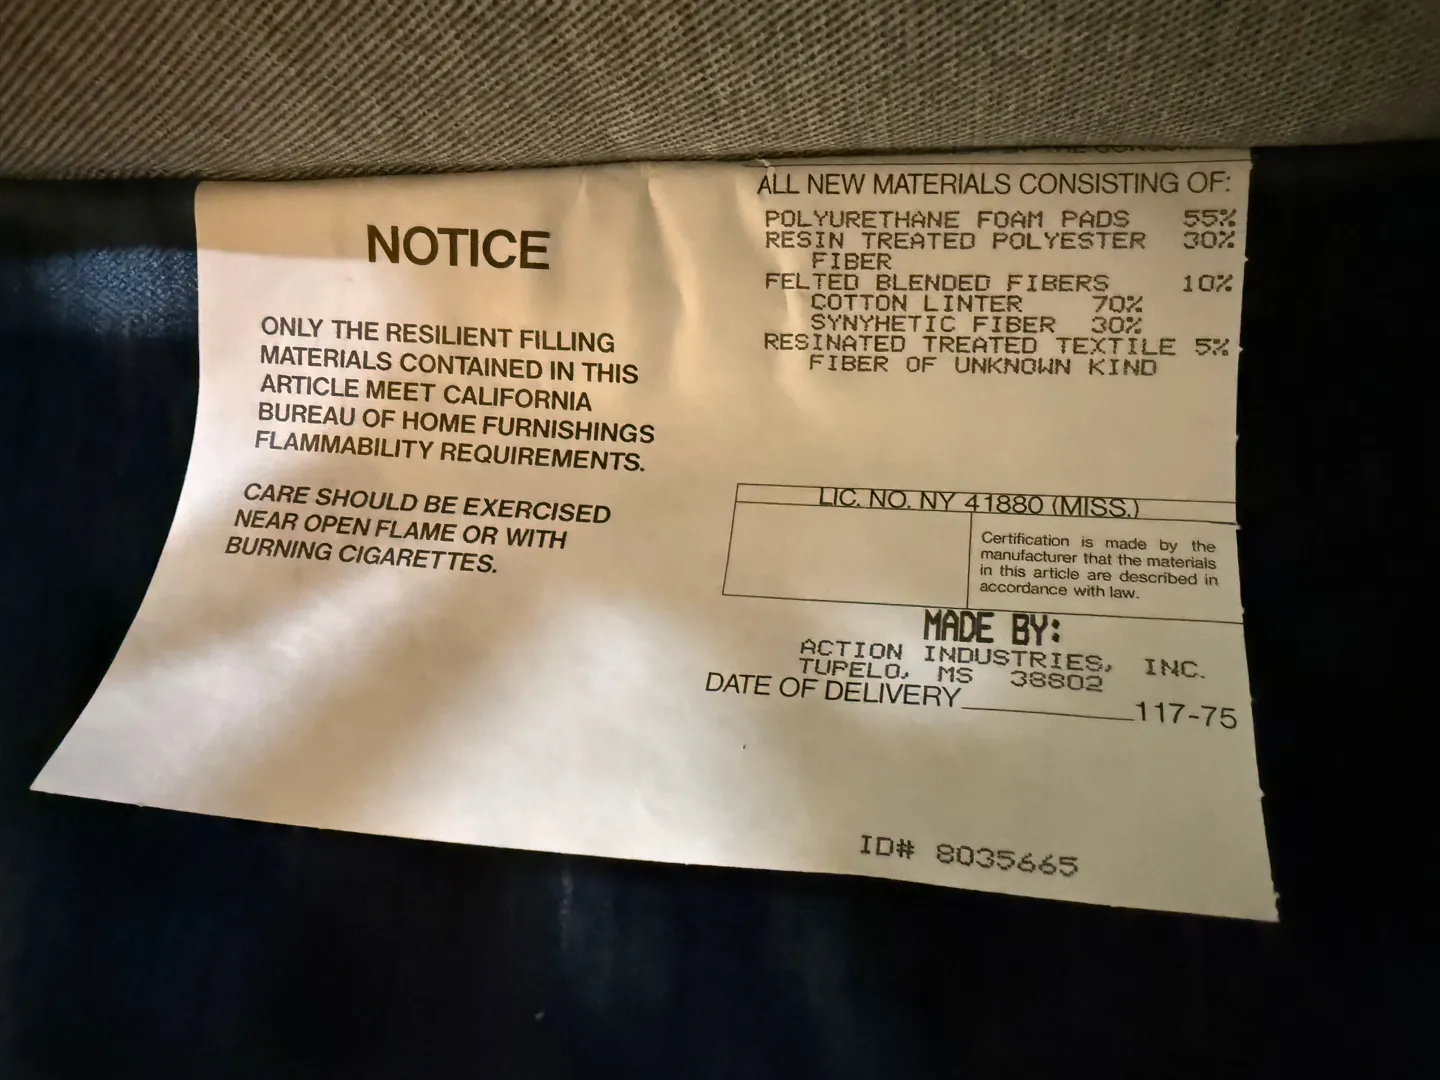 NOTICE
ONLY THE RESILIENT FILLING
MATERIALS CONTAINED IN THIS
ARTICLE MEET CALIFORNIA
BUREAU OF HOME FURNISHINGS
FLAMMABILITY REQUIREMENTS.
CARE SHOULD BE EXERCISED
NEAR OPEN FLAME OR WITH
BURNING CIGARETTES.
ALL NEW MATERIALS CONSISTING OF:
POLYURETHANE FOAM PADS 55%
RESIN TREATED POLYESTER 30%
FIBER
FELTED BLENDED FIBERS 10%
COTTON LINTER 70%
SYNYHETIC FIBER 30%
RESINATED TREATED TEXTILE 5%
FIBER OF UNKNOWN KIND
LIC. NO. NY 41880 (MISS.)
Certification is made by the
manufacturer that the materials
in this article are described in
accordance with law.
MADE BY:
ACTION INDUSTRIES, INC.
TUPELO, MS 38802
DATE OF DELIVERY 117-75
ID# 8035665